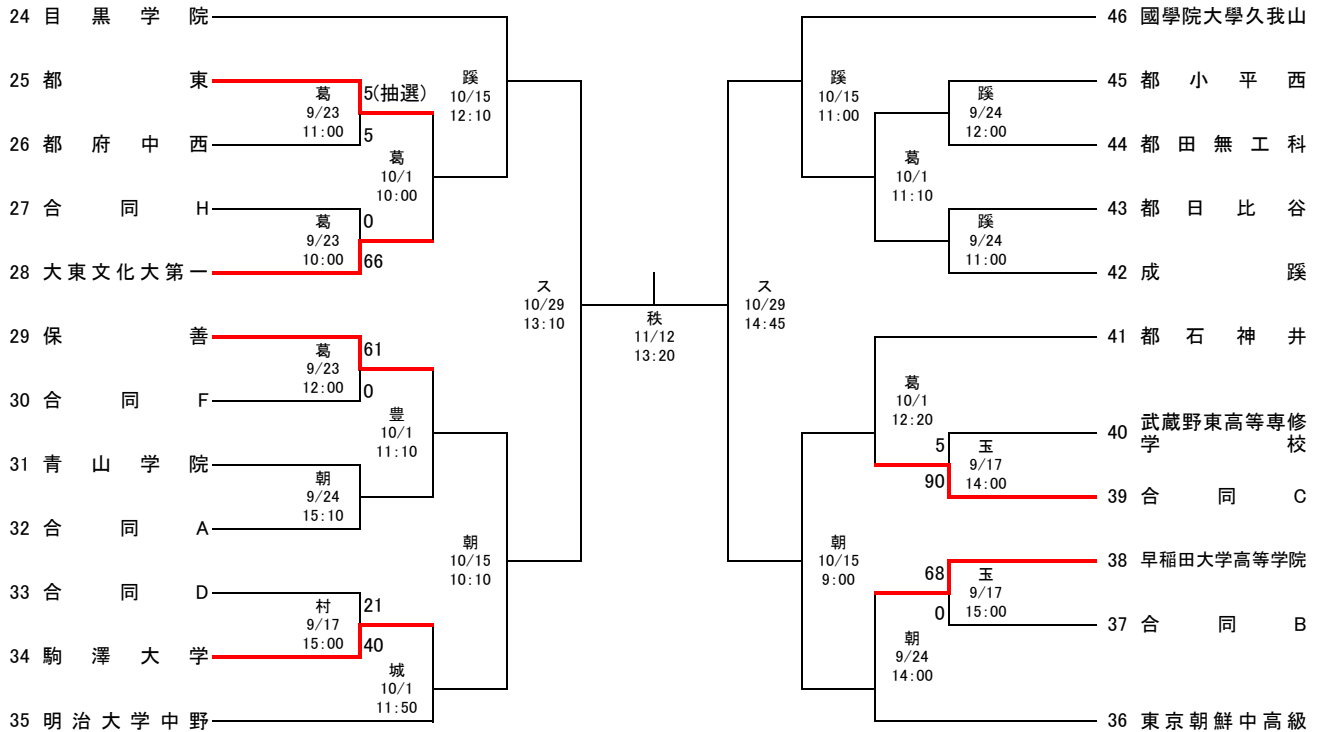 24 目黒学院
25 都東
葛
9/23
11:00
5(抽選)
5
26 都府中西
葛
10/1
10:00
蹊
10/15
12:10
27 合同H
葛
9/23
10:00
0
66
28 大東文化大第一
ス
10/29
13:10
29 保善
葛
9/23
12:00
61
0
30 合同F
豊
10/1
11:10
31 青山学院
朝
9/24
15:10
32 合同A
朝
10/15
10:10
33 合同D
村
9/17
15:00
21
40
34 駒澤大学
城
10/1
11:50
35 明治大学中野
秩
11/12
13:20
46 國學院大學久我山
蹊
10/15
11:00
45 都小平西
蹊
9/24
12:00
44 都田無工科
葛
10/1
11:10
43 都日比谷
蹊
9/24
11:00
42 成蹊
ス
10/29
14:45
41 都石神井
葛
10/1
12:20
40 武蔵野東高等専修
学校
5
90
玉
9/17
14:00
39 合同C
朝
10/15
9:00
38 早稲田大学高等学院
68
0
玉
9/17
15:00
37 合同B
朝
9/24
14:00
36 東京朝鮮中高級